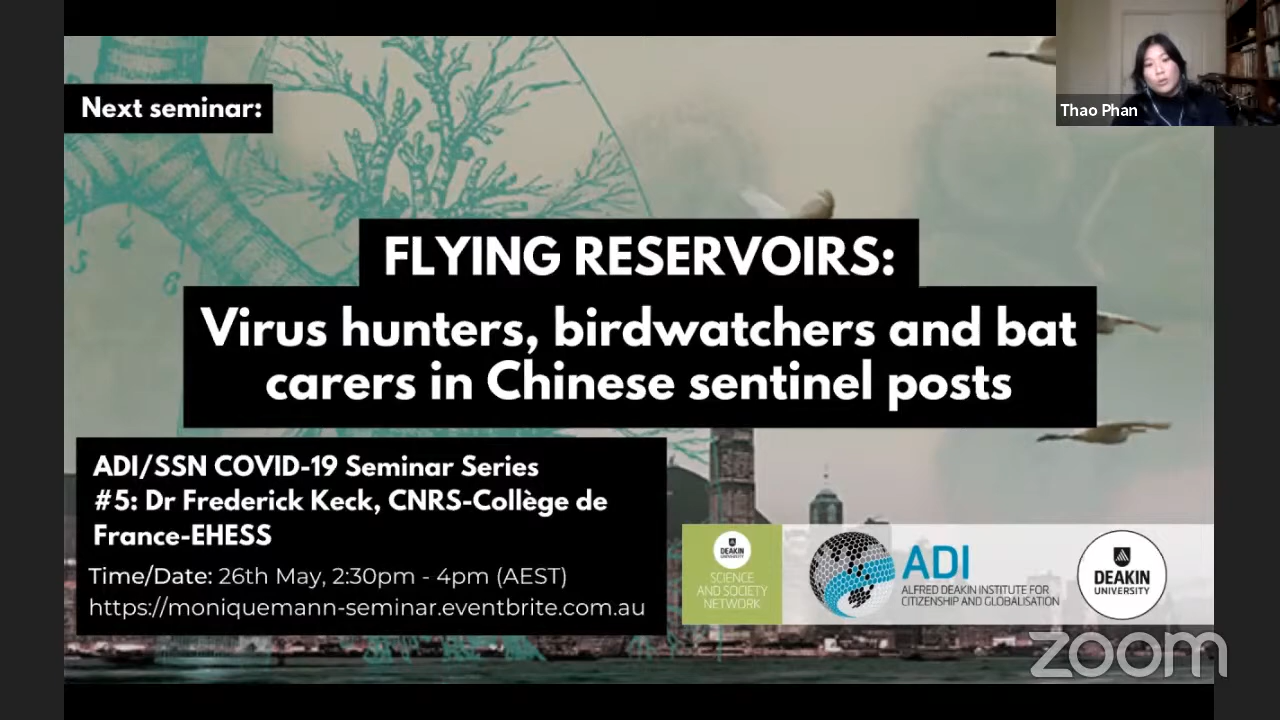 Next seminar:
Thao Phan
FLYING RESERVOIRS:
Virus hunters, birdwatchers and bat
carers in Chinese sentinel posts
ADI/SSN COVID-19 Seminar Series
#5: Dr Frederick Keck, CNRS-Collège de
France-EHESS
Time/Date: 26th May, 2:30pm - 4pm (AEST)
https://moniquemann-seminar.eventbrite.com.au
DEAKIN
UNIVERSITY
SCIENCE
AND SOCIETY
NETWORK
ADI
ALFRED DEAKIN INSTITUTE FOR
CITIZENSHIP AND GLOBALISATION
DEAKIN
UNIVERSITY
zoom
5
6